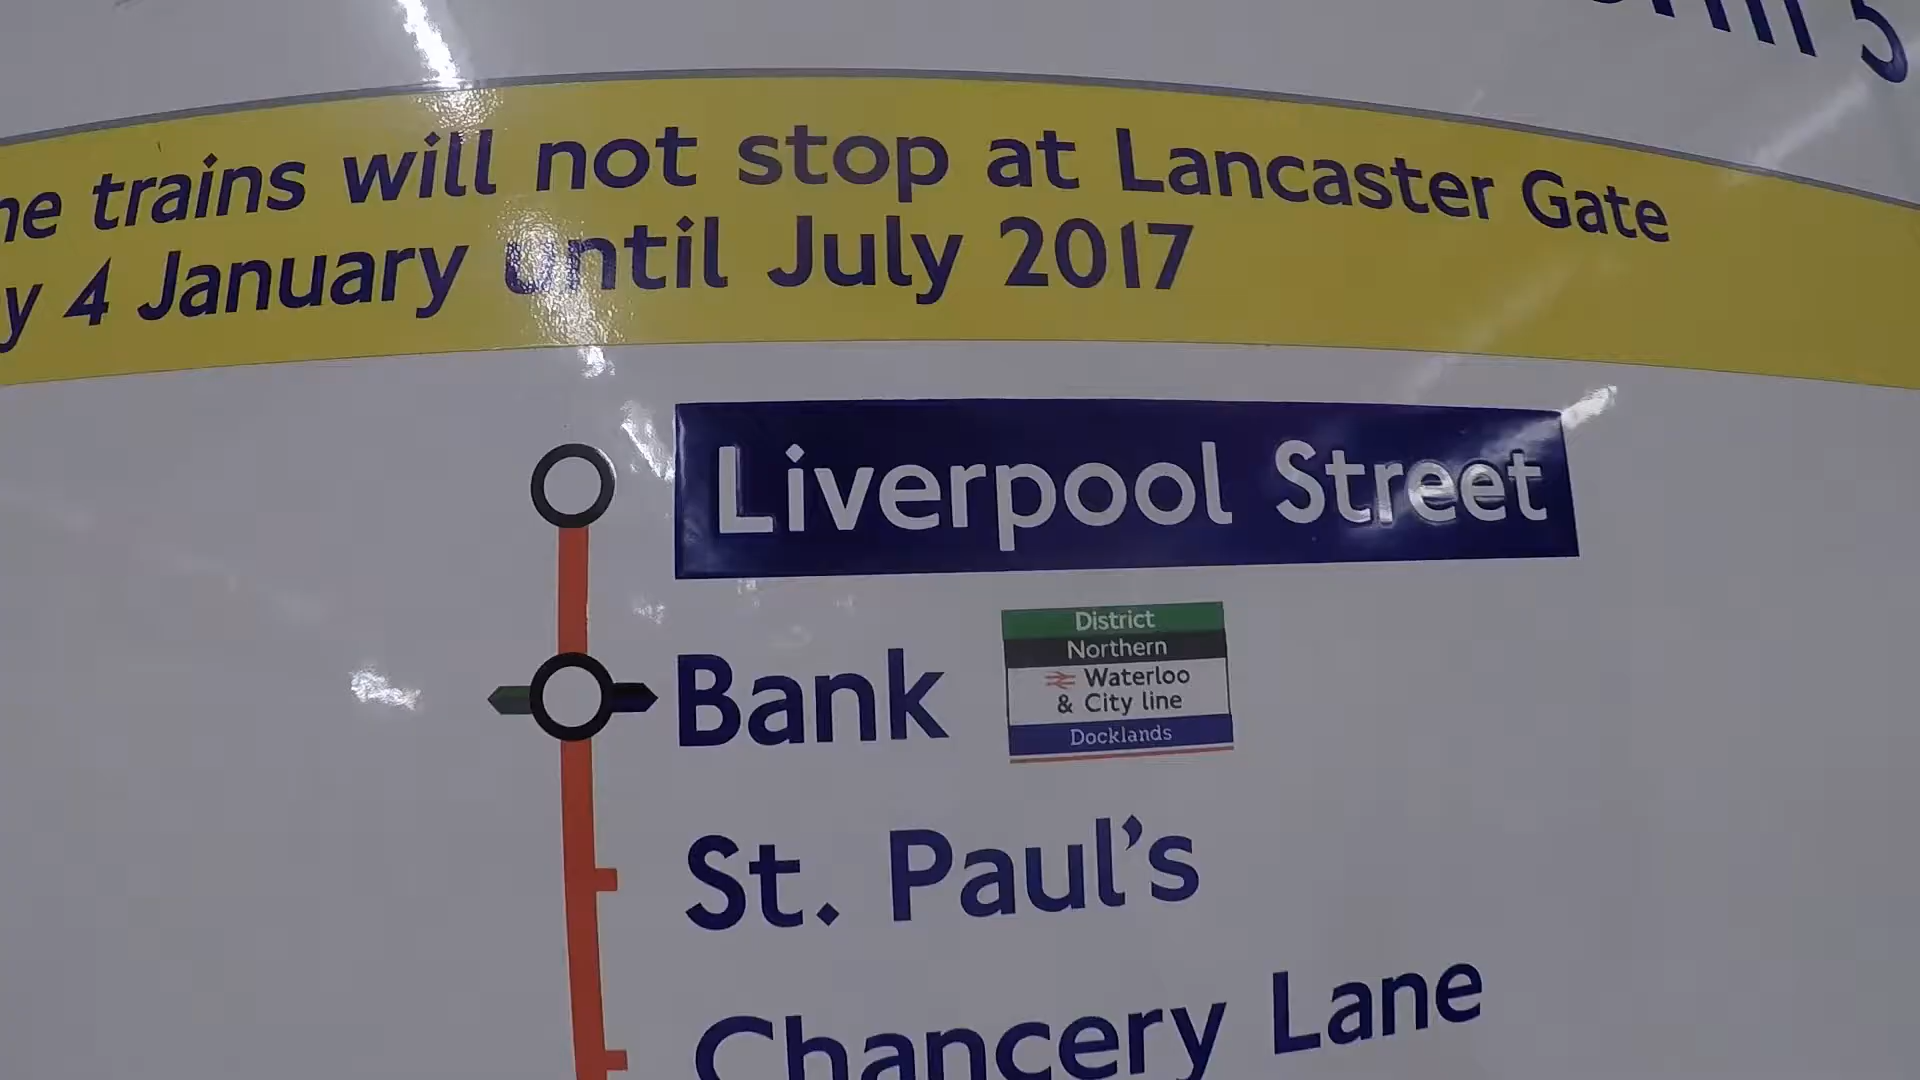 5
trains will not stop at Lancaster Gate
4 January until July 2017
Liverpool Street
Bank
District
Northern
Waterloo
& City line
Docklands
St. Paul's
Chancery Lane